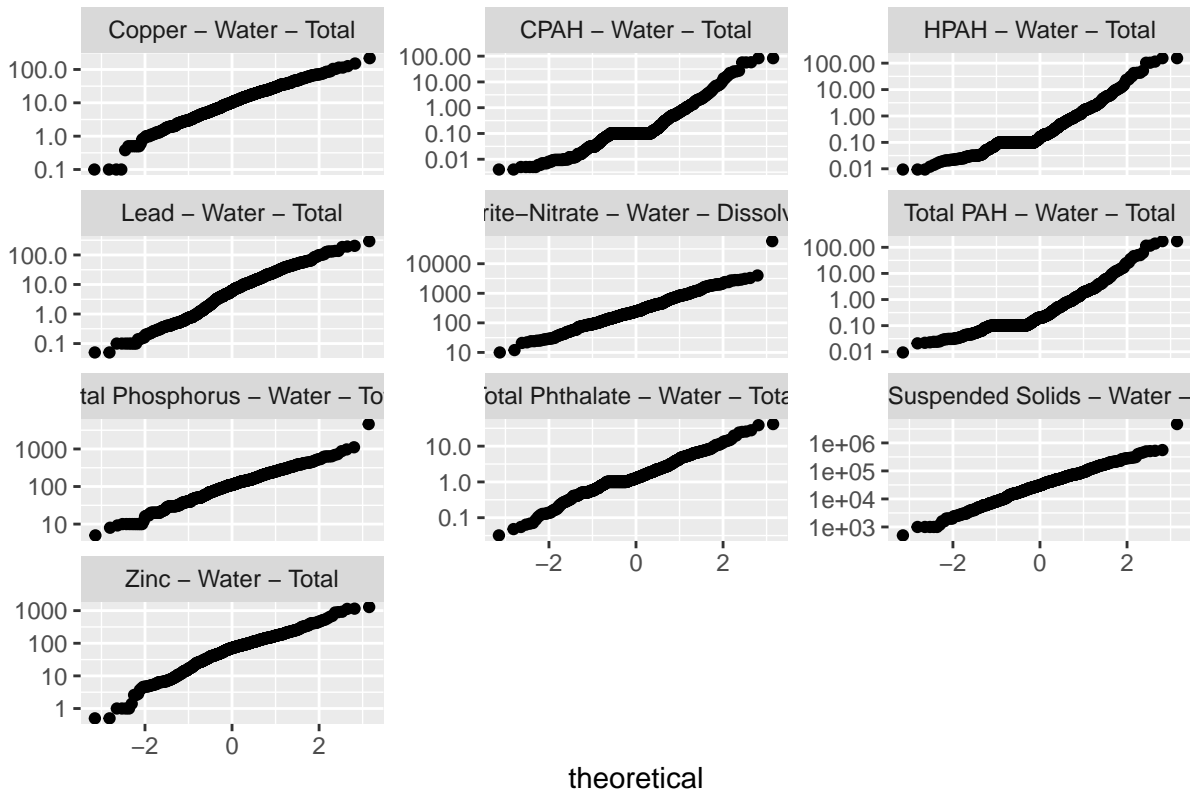 Copper – Water – Total
CPAH – Water – Total
HPAH – Water – Total
100.0
10.0
1.0
0.1
100.00
10.00
1.00
0.10
0.01
100.00
10.00
1.00
0.10
0.01
Lead – Water – Total
rite–Nitrate – Water – Dissolv
Total PAH – Water – Total
100.0
10.0
1.0
0.1
10000
1000
100
10
100.00
10.00
1.00
0.10
0.01
tal Phosphorus – Water – To
otal Phthalate – Water – Tota
Suspended Solids – Water –
1000
100
10
10.0
1.0
0.1
1e+06
1e+05
1e+04
1e+03
−2 0 2
−2 0 2
Zinc – Water – Total
1000
100
10
1
−2 0 2
theoretical